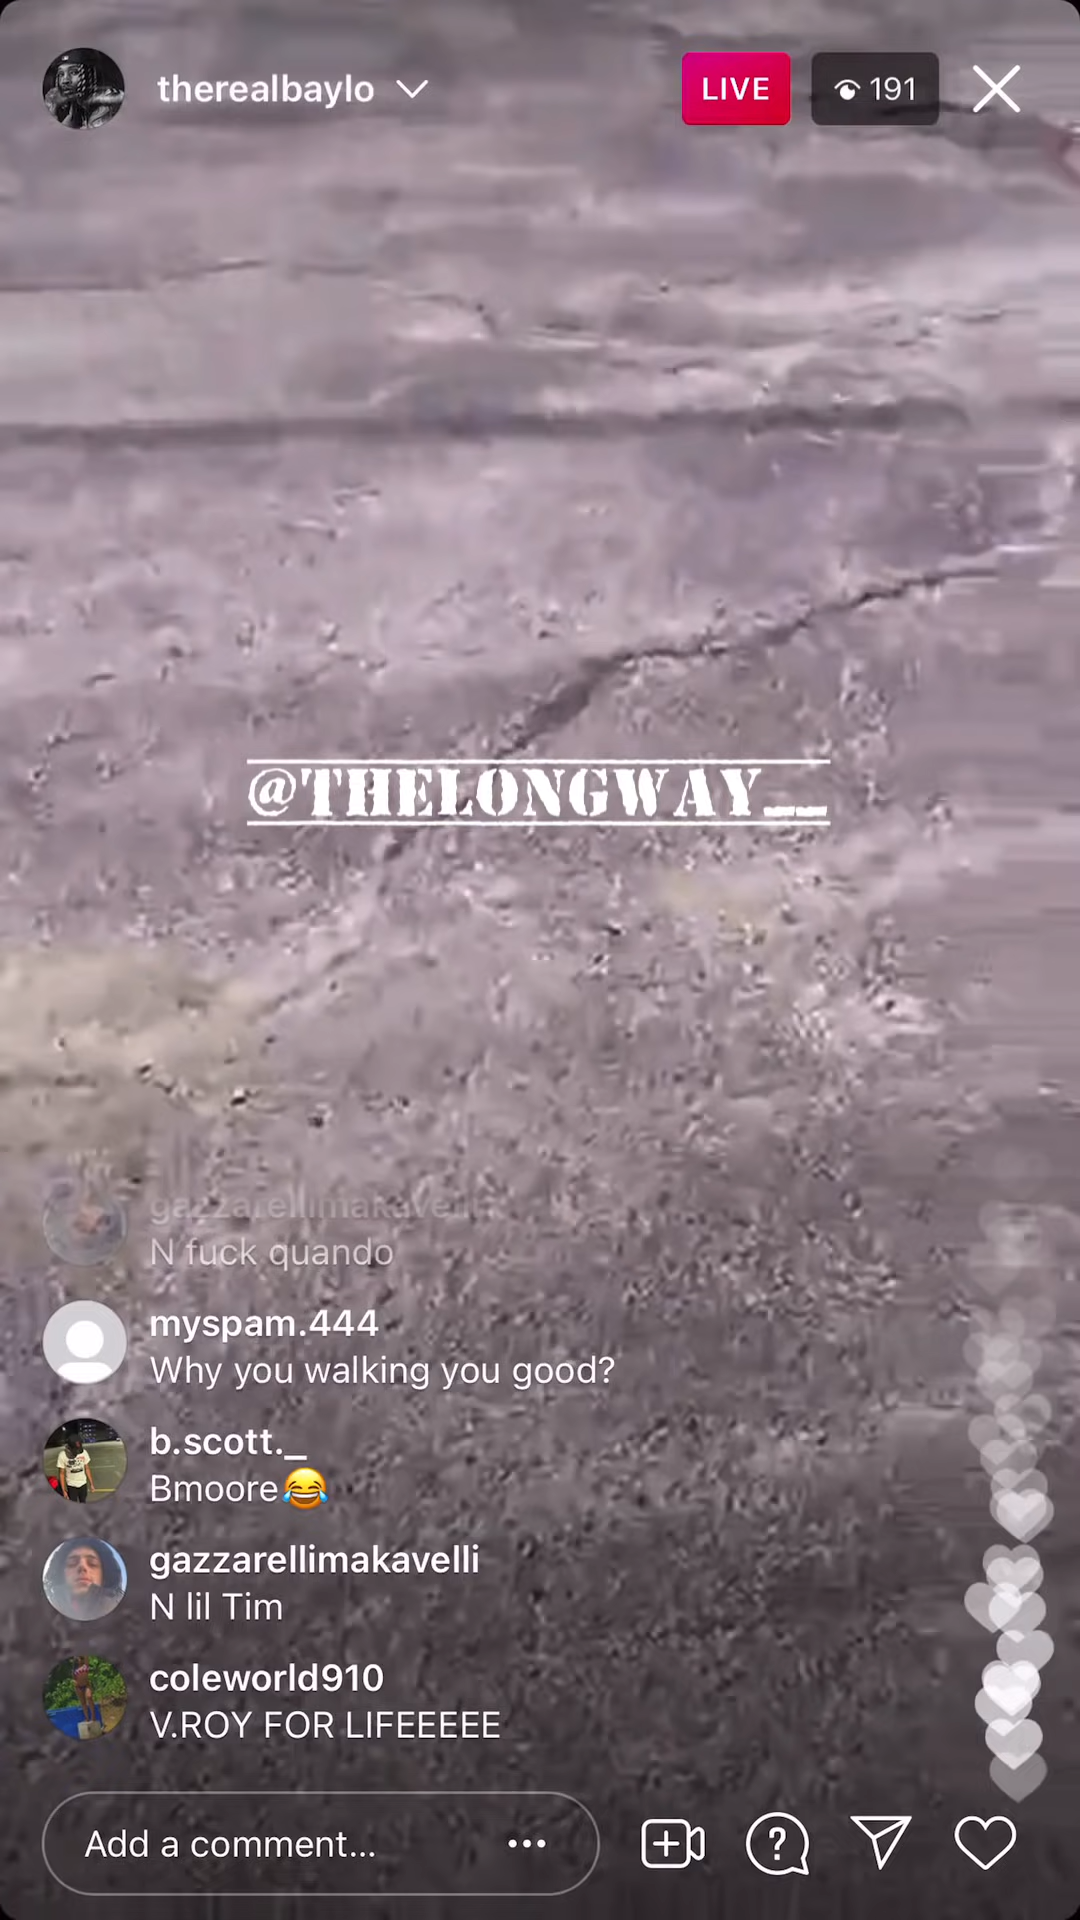 therealbaylo
LIVE
191
@THELONGWAY__
gazzarellimakavelli
N fuck quando
myspam.444
Why you walking you good?
b.scott._
Bmoore😂
gazzarellimakavelli
N lil Tim
coleworld910
V.ROY FOR LIFEEEEE
Add a comment...